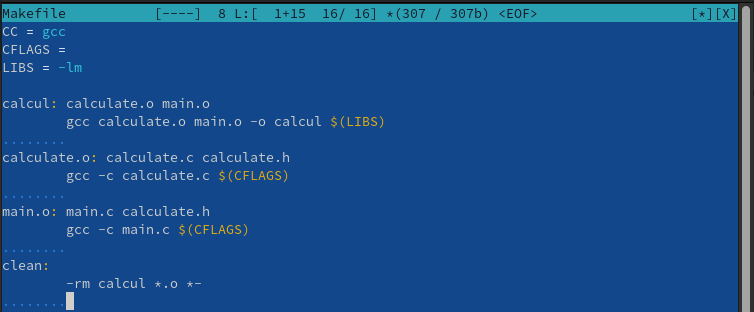 Makefile [----] 8 L:[ 1+15 16/ 16] *(307 / 307b) <EOF> [*][X]
CC = gcc
CFLAGS =
LIBS = -lm
calcul: calculate.o main.o
gcc calculate.o main.o -o calcul $(LIBS)
........
calculate.o: calculate.c calculate.h
gcc -c calculate.c $(CFLAGS)
........
main.o: main.c calculate.h
gcc -c main.c $(CFLAGS)
........
clean:
-rm calcul *.o *~
........